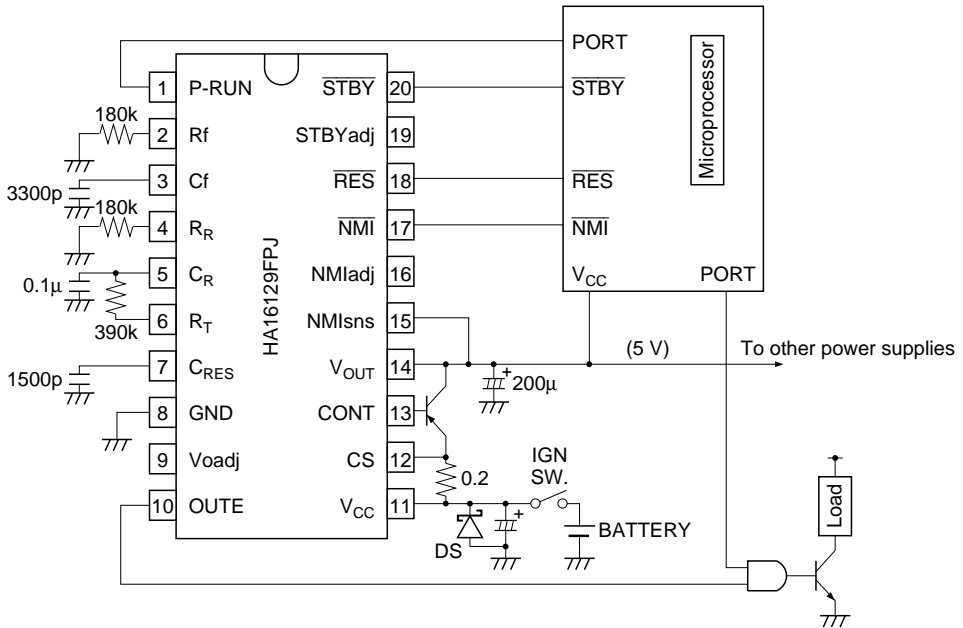 PORT
STBY
Microprocessor
RES
NMI
VCC
PORT
HA16129FPJ
1 P-RUN
2 Rf
3 Cf
4 RR
5 CR
6 RT
7 CRES
8 GND
9 Voadj
10 OUTE
STBY 20
STBYadj 19
RES 18
NMI 17
NMIadj 16
NMIsns 15
VOUT 14
CONT 13
CS 12
VCC 11
180k
3300p
180k
0.1μ
390k
1500p
+
200μ
(5 V)
To other power supplies
0.2
IGN
SW.
+
DS
BATTERY
Load